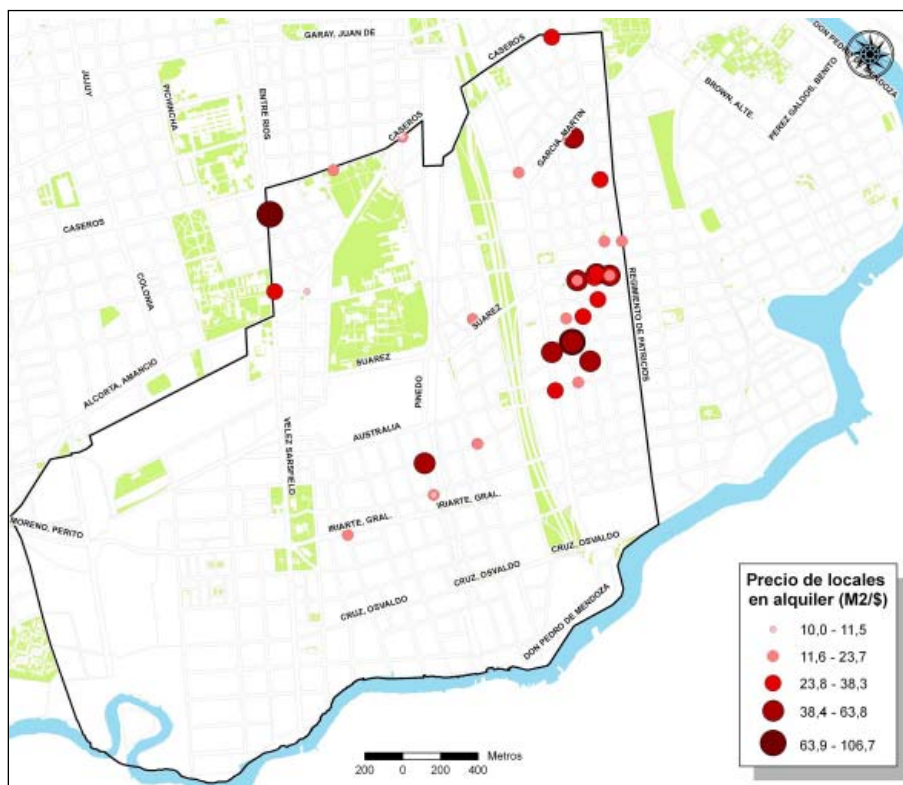 GARAY, JUAN DE
CASEROS
DON PEDRO DE MENDOZA
JUJUY
PICHINCHA
ENTRE RIOS
BROWN, ALTE.
PEREZ GALDOS, BENITO
CASEROS
GARCIA, MARTIN
CASEROS
COLONIA
REGIMIENTO DE PATRICIOS
SUAREZ
SUAREZ
ALCORTA, AMANCIO
PINEDO
VELEZ SARSFIELD
AUSTRALIA
IRIARTE, GRAL.
IRIARTE, GRAL.
MORENO, PERITO
CRUZ, OSVALDO
CRUZ, OSVALDO
CRUZ, OSVALDO
DON PEDRO DE MENDOZA
Precio de locales
en alquiler (M2/$)
10,0 - 11,5
11,6 - 23,7
23,8 - 38,3
38,4 - 63,8
63,9 - 106,7
Metros
200 0 200 400